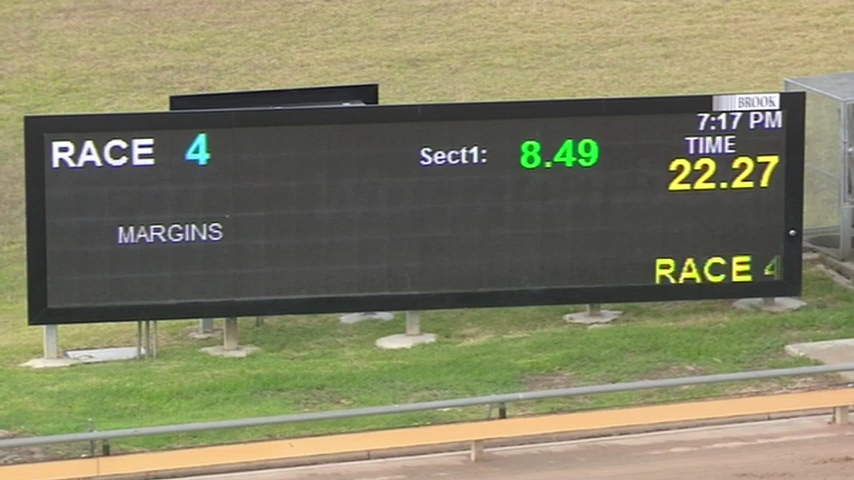 BROOK
7:17 PM
RACE 4
Sect1: 8.49
TIME
22.27
MARGINS
RACE 4